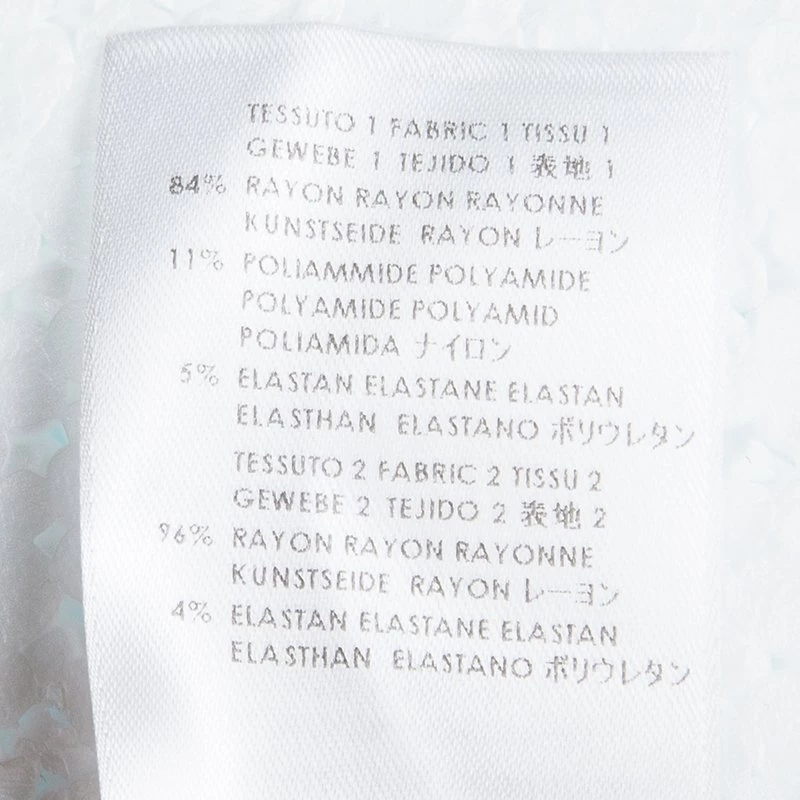 TESSUTO 1 FABRIC 1 TISSU 1
GEWEBE 1 TEJIDO 1 表地 1
84% RAYON RAYON RAYONNE
KUNSTSEIDE RAYON レーヨン
11% POLIAMMIDE POLYAMIDE
POLYAMIDE POLYAMID
POLIAMIDA ナイロン
5% ELASTAN ELASTANE ELASTAN
ELASTHAN ELASTANO ポリウレタン
TESSUTO 2 FABRIC 2 TISSU 2
GEWEBE 2 TEJIDO 2 表地 2
96% RAYON RAYON RAYONNE
KUNSTSEIDE RAYON レーヨン
4% ELASTAN ELASTANE ELASTAN
ELASTHAN ELASTANO ポリウレタン